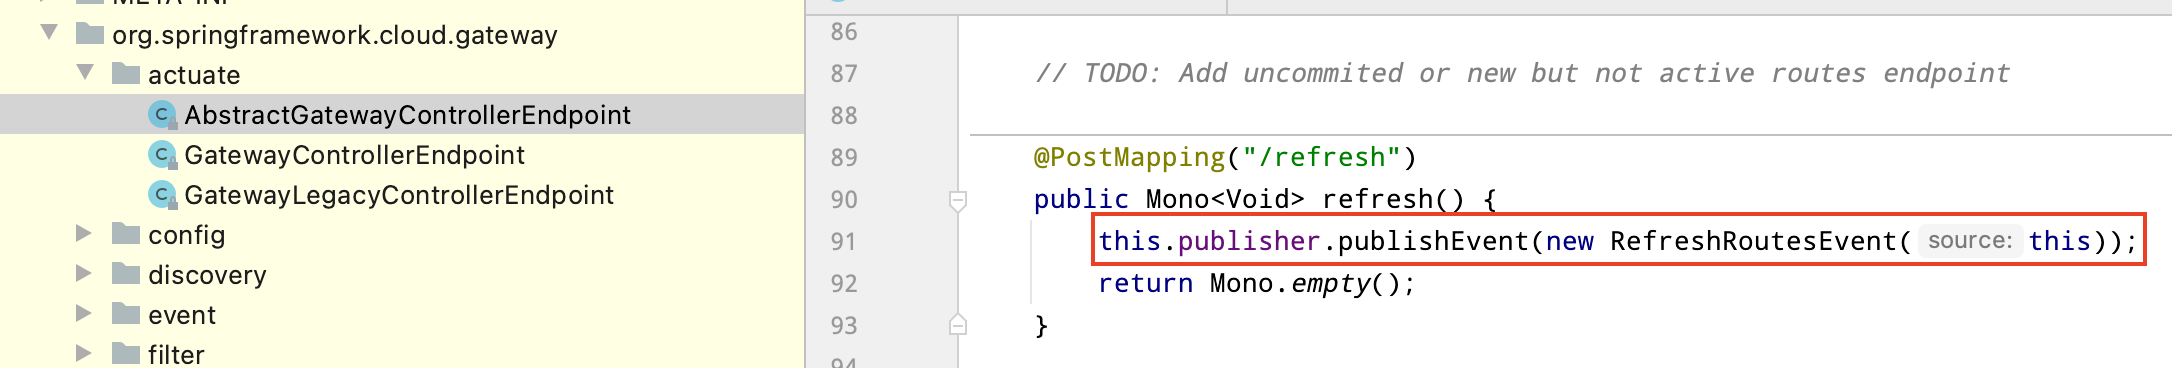 org.springframework.cloud.gateway
actuate
AbstractGatewayControllerEndpoint
GatewayControllerEndpoint
GatewayLegacyControllerEndpoint
config
discovery
event
filter
86
87 // TODO: Add uncommited or new but not active routes endpoint
88
89 @PostMapping("/refresh")
90 public Mono<Void> refresh() {
91 this.publisher.publishEvent(new RefreshRoutesEvent( source: this));
92 return Mono.empty();
93 }